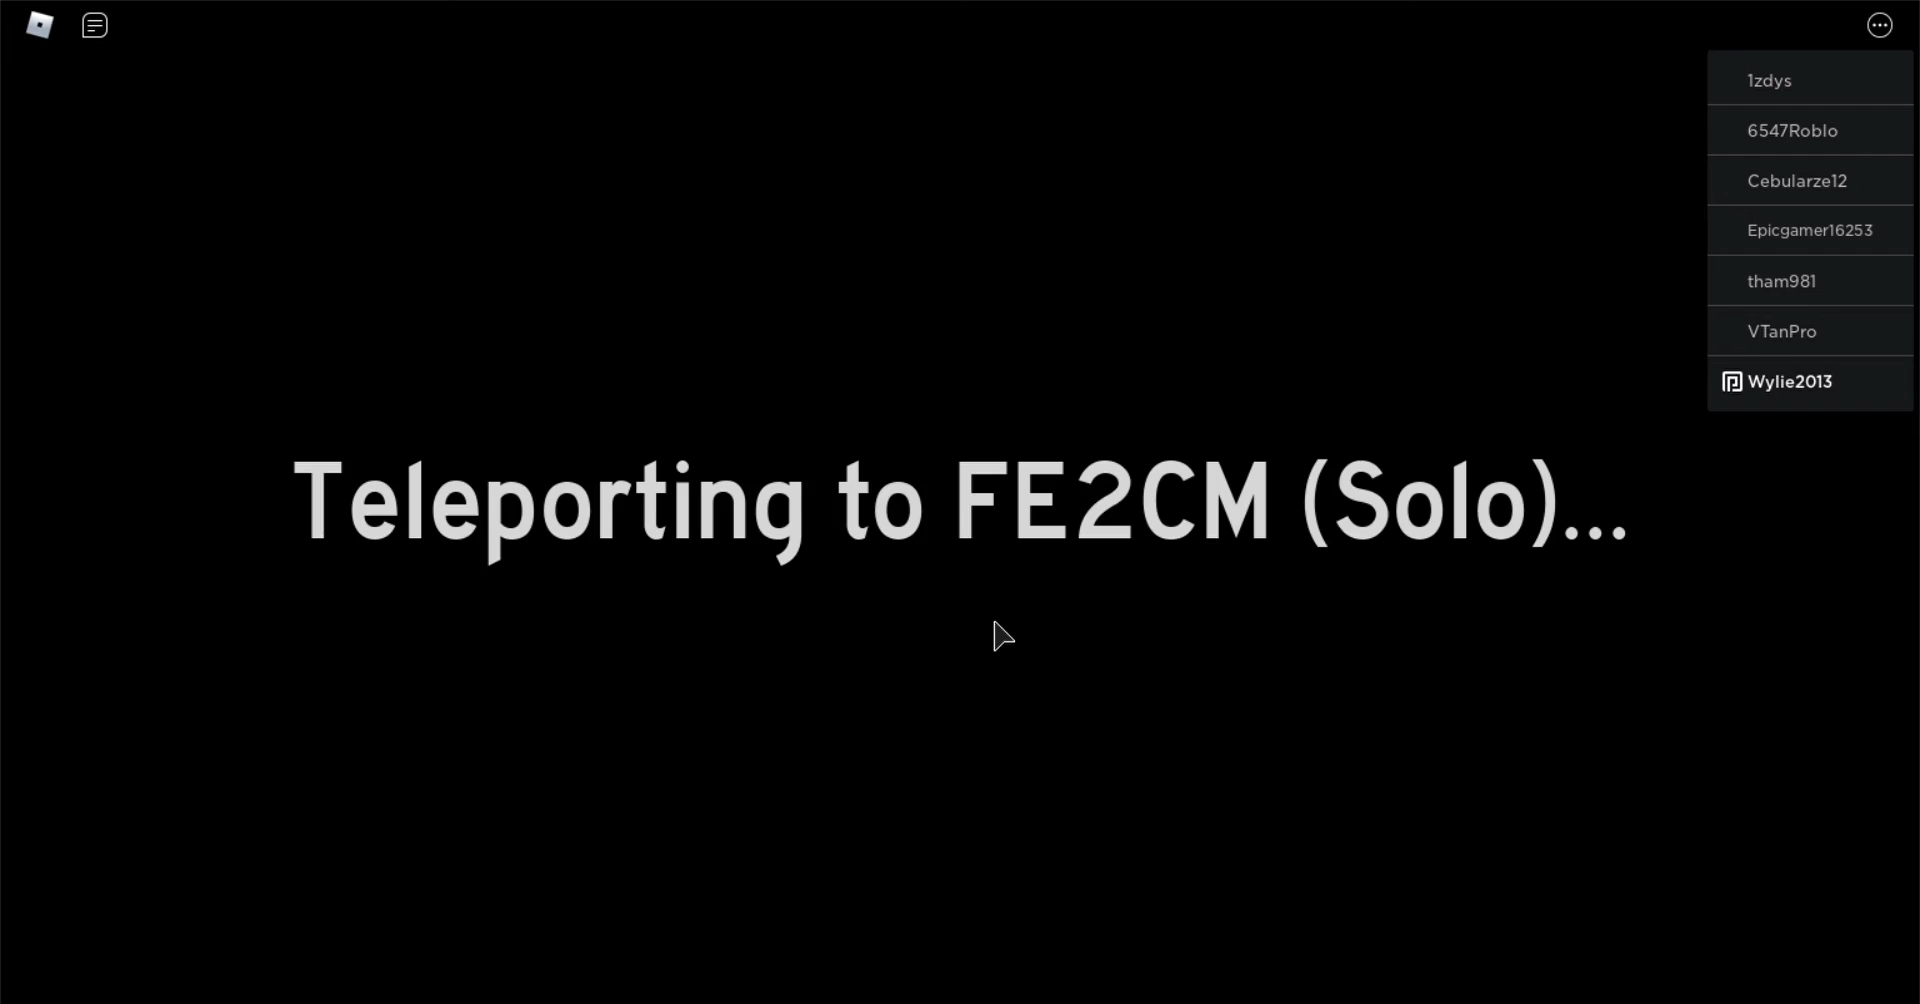 1zdys
6547Roblo
Cebularze12
Epicgamer16253
tham981
VTanPro
Wylie2013
Teleporting to FE2CM (Solo)...